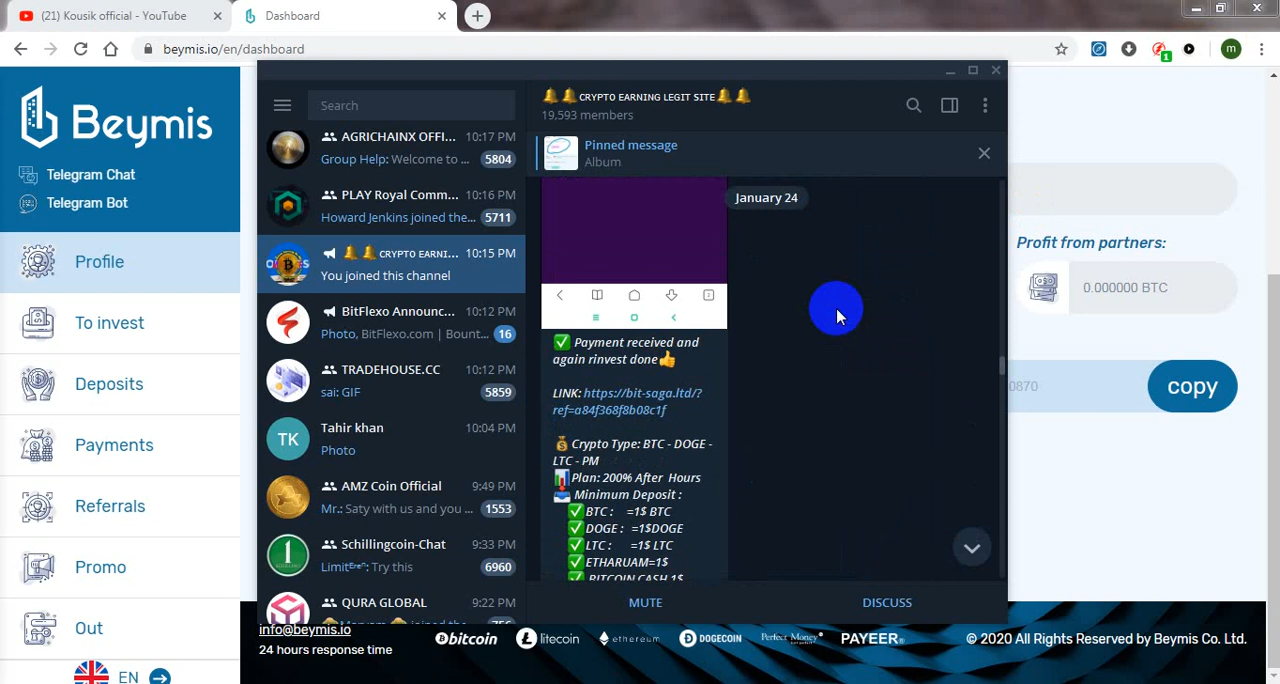 (21) Kousik official - YouTube
Dashboard
beymis.io/en/dashboard
m
1
Beymis
Telegram Chat
Telegram Bot
Profile
To invest
Deposits
Payments
Referrals
Promo
Out
EN
Search
AGRICHAINX OFFI... 10:17 PM
Group Help: Welcome to ... 5804
PLAY Royal Comm... 10:16 PM
Howard Jenkins joined the... 5711
🔔🔔CRYPTO EARNI... 10:15 PM
You joined this channel
BitFlexo Announc... 10:12 PM
Photo, BitFlexo.com | Bount... 16
TRADEHOUSE.CC 10:12 PM
sai: GIF 5859
TK
Tahir khan 10:04 PM
Photo
AMZ Coin Official 9:49 PM
Mr.: Saty with us and you ... 1553
Schillingcoin-Chat 9:33 PM
Limitᴱʳᵉⁿ: Try this 6960
QURA GLOBAL 9:22 PM
🔔🔔CRYPTO EARNING LEGIT SITE🔔🔔
19,593 members
Pinned message
Album
January 24
✅ Payment received and
again rinvest done👍
LINK: https://bit-saga.ltd/?
ref=a84f368f8b08c1f
💰Crypto Type: BTC - DOGE -
LTC - PM
📊Plan: 200% After Hours
📥Minimum Deposit :
✅BTC : =1$ BTC
✅DOGE : =1$DOGE
✅LTC : =1$ LTC
✅ETHARUAM=1$
✅BITCOIN CASH 1$
MUTE
DISCUSS
Profit from partners:
0.000000 BTC
0870
copy
info@beymis.io
24 hours response time
bitcoin
litecoin
ethereum
DOGECOIN
Perfect Money
PAYEER
© 2020 All Rights Reserved by Beymis Co. Ltd.